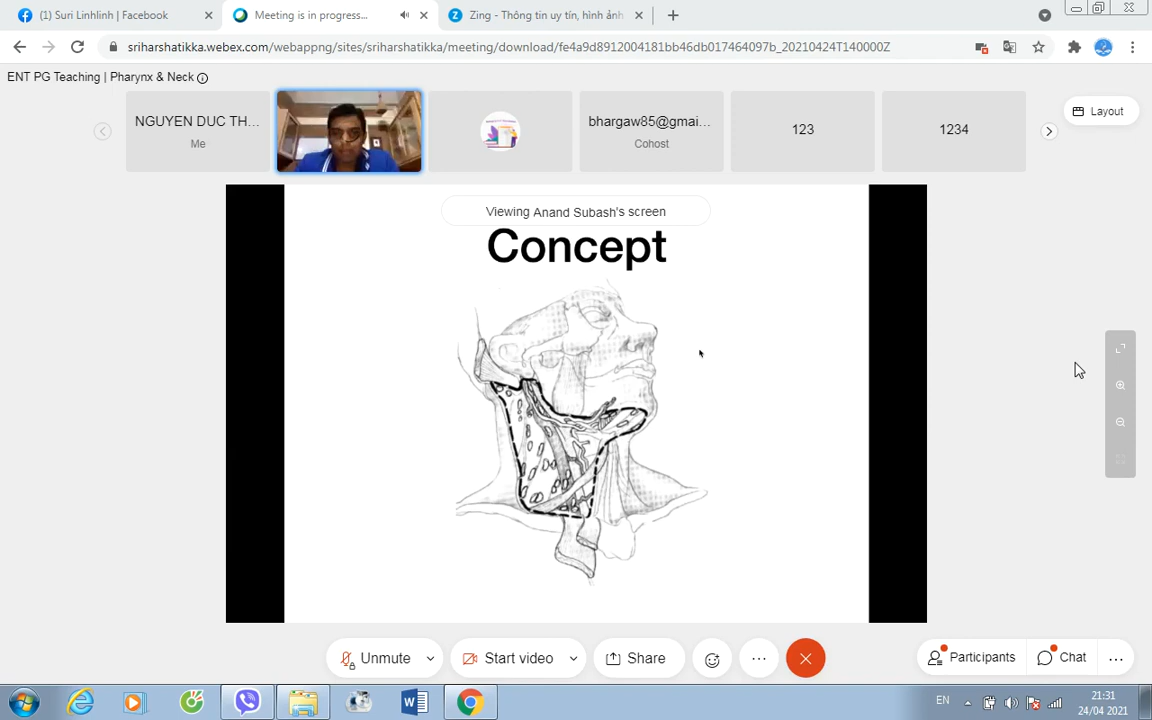 (1) Suri Linhlinh | Facebook
Meeting is in progress...
Zing - Thông tin uy tín, hình ảnh
sriharshatikka.webex.com/webappng/sites/sriharshatikka/meeting/download/fe4a9d8912004181bb46db017464097b_20210424T140000Z
ENT PG Teaching | Pharynx & Neck
NGUYEN DUC TH...
Me
bhargaw85@gmai...
Cohost
123
1234
Layout
Viewing Anand Subash's screen
Concept
Unmute
Start video
Share
Participants
Chat
EN
21:31
24/04 2021